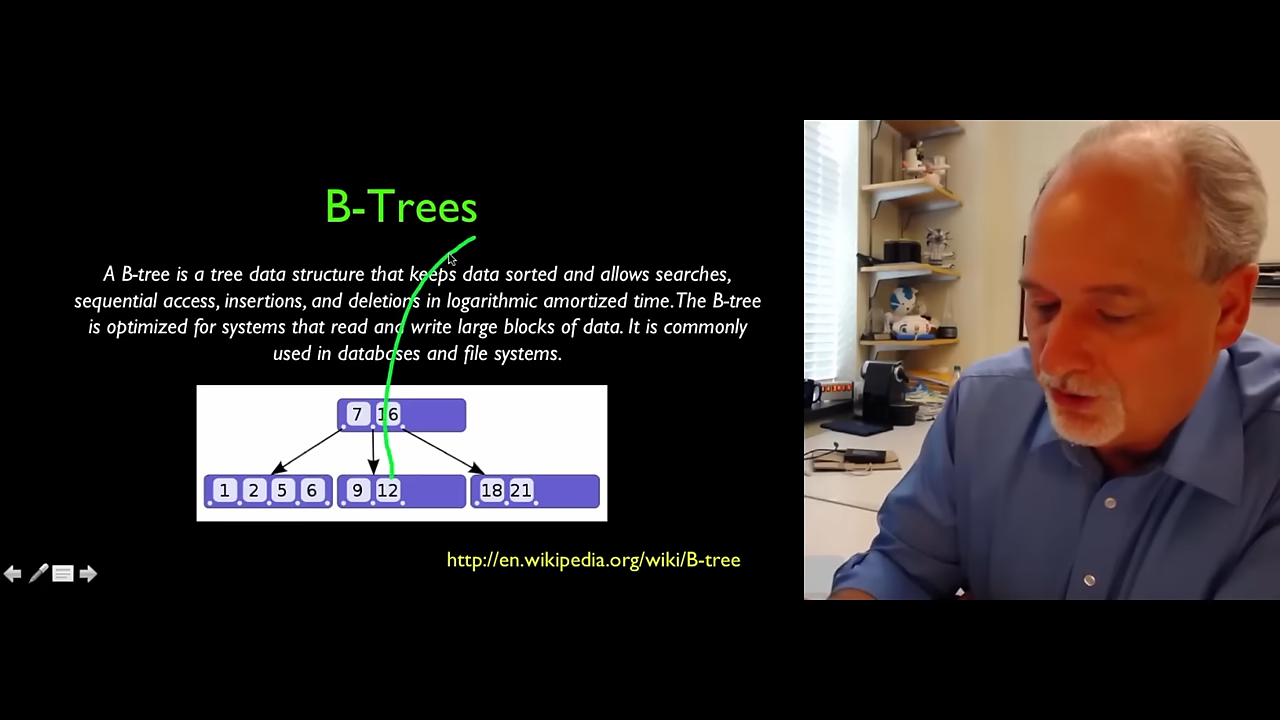 B-Trees
A B-tree is a tree data structure that keeps data sorted and allows searches,
sequential access, insertions, and deletions in logarithmic amortized time. The B-tree
is optimized for systems that read and write large blocks of data. It is commonly
used in databases and file systems.
7 16
1 2 5 6 9 12 18 21
http://en.wikipedia.org/wiki/B-tree